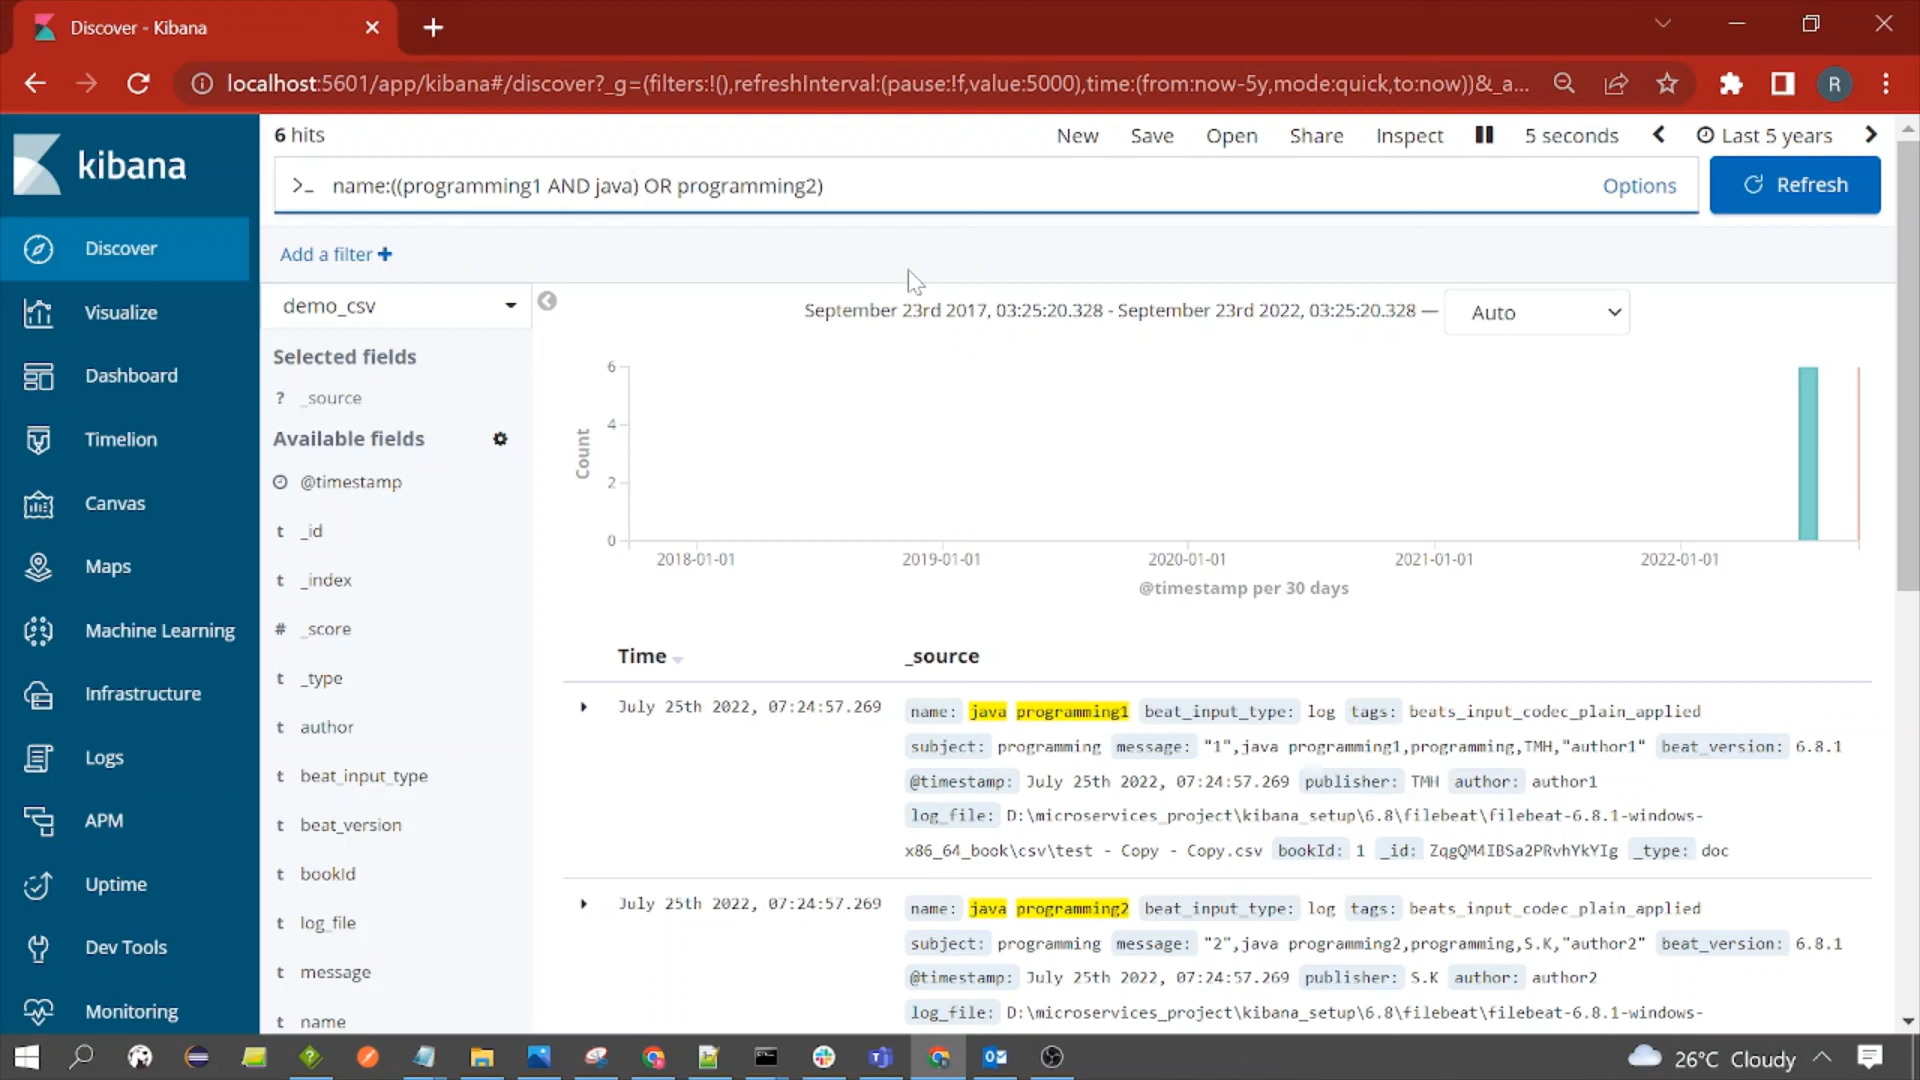 Discover - Kibana
localhost:5601/app/kibana#/discover?_g=(filters:!(),refreshInterval:(pause:!f,value:5000),time:(from:now-5y,mode:quick,to:now))&_a...
R
kibana
Discover
Visualize
Dashboard
Timelion
Canvas
Maps
Machine Learning
Infrastructure
Logs
APM
Uptime
Dev Tools
Monitoring
6 hits
New Save Open Share Inspect 5 seconds Last 5 years
>_ name:((programming1 AND java) OR programming2) Options Refresh
Add a filter +
demo_csv
Selected fields
? _source
Available fields
@timestamp
t _id
t _index
# _score
t _type
t author
t beat_input_type
t beat_version
t bookId
t log_file
t message
t name
September 23rd 2017, 03:25:20.328 - September 23rd 2022, 03:25:20.328 — Auto
Count
6
4
2
0
2018-01-01 2019-01-01 2020-01-01 2021-01-01 2022-01-01
@timestamp per 30 days
Time _source
July 25th 2022, 07:24:57.269 name: java programming1 beat_input_type: log tags: beats_input_codec_plain_applied
subject: programming message: "1",java programming1,programming,TMH,"author1" beat_version: 6.8.1
@timestamp: July 25th 2022, 07:24:57.269 publisher: TMH author: author1
log_file: D:\microservices_project\kibana_setup\6.8\filebeat\filebeat-6.8.1-windows-
x86_64_book\csv\test - Copy - Copy.csv bookId: 1 _id: ZqgQM4IBSa2PRvhYkYIg _type: doc
July 25th 2022, 07:24:57.269 name: java programming2 beat_input_type: log tags: beats_input_codec_plain_applied
subject: programming message: "2",java programming2,programming,S.K,"author2" beat_version: 6.8.1
@timestamp: July 25th 2022, 07:24:57.269 publisher: S.K author: author2
log_file: D:\microservices_project\kibana_setup\6.8\filebeat\filebeat-6.8.1-windows-
26°C Cloudy